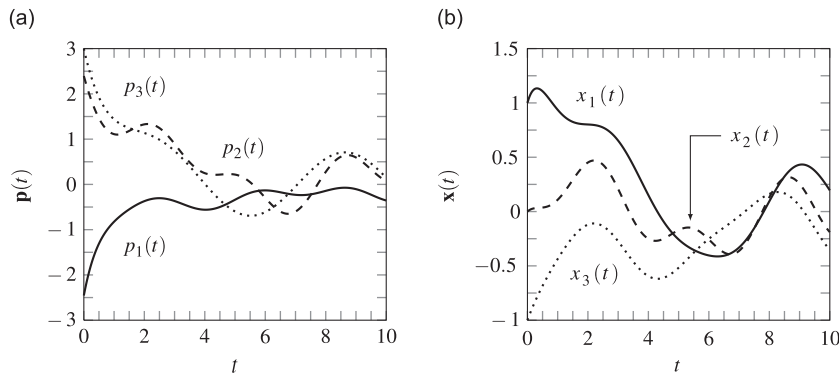 (a)
(b)
3
2
1
0
−1
−2
−3
p(t)
p₃(t)
p₂(t)
p₁(t)
0 2 4 6 8 10
t
1.5
1
0.5
0
−0.5
−1
x(t)
x₁(t)
x₂(t)
x₃(t)
0 2 4 6 8 10
t